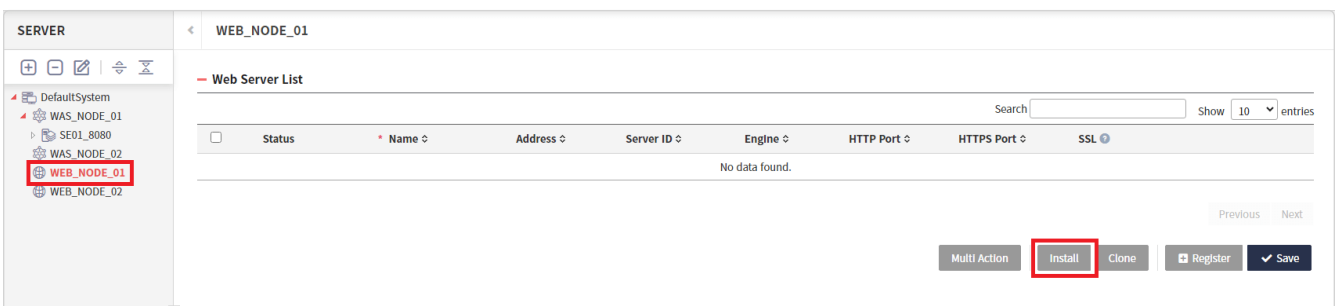 SERVER
WEB_NODE_01
DefaultSystem
WAS_NODE_01
SE01_8080
WAS_NODE_02
WEB_NODE_01
WEB_NODE_02
Web Server List
Search Show 10 entries
Status * Name Address Server ID Engine HTTP Port HTTPS Port SSL
No data found.
Previous Next
Multi Action Install Clone Register Save